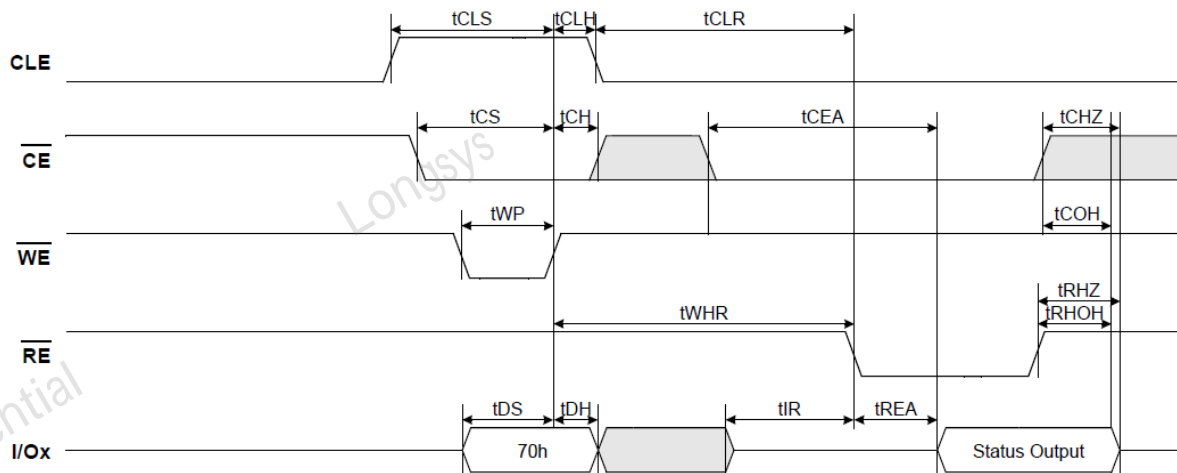 tCLS tCLH tCLR
CLE
tCS tCH tCEA tCHZ
CE
Longsys
tWP tCOH
WE
tRHZ
tWHR tRHOH
RE
ential
tDS tDH tIR tREA
I/Ox 70h Status Output